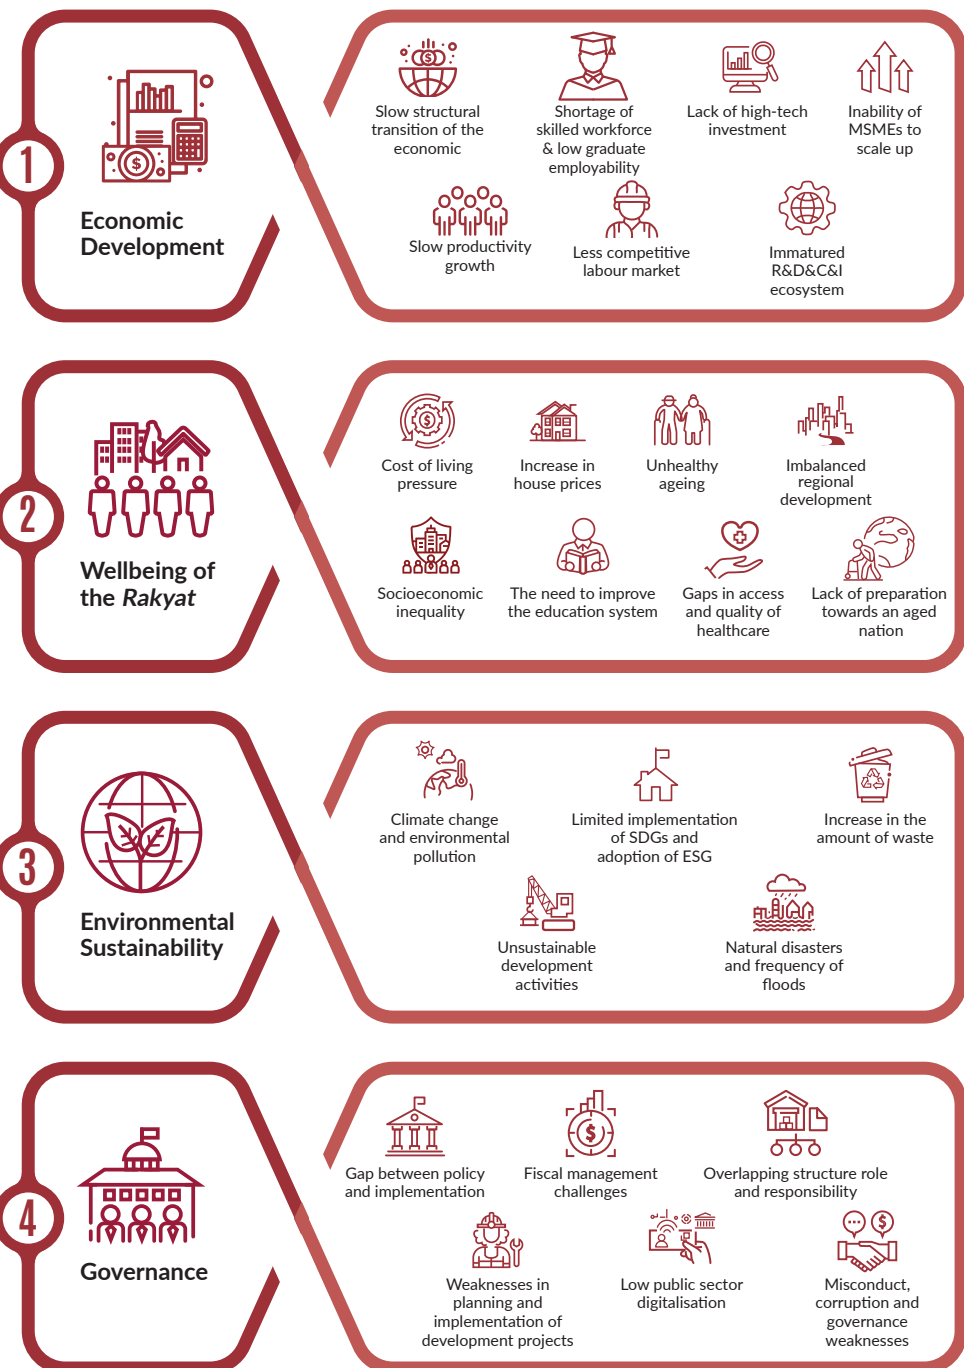 1
Economic
Development
Slow structural
transition of the
economic
Shortage of
skilled workforce
& low graduate
employability
Lack of high-tech
investment
Inability of
MSMEs to
scale up
Slow productivity
growth
Less competitive
labour market
Immatured
R&D&C&I
ecosystem
2
Wellbeing of
the Rakyat
Cost of living
pressure
Increase in
house prices
Unhealthy
ageing
Imbalanced
regional
development
Socioeconomic
inequality
The need to improve
the education system
Gaps in access
and quality of
healthcare
Lack of preparation
towards an aged
nation
3
Environmental
Sustainability
Climate change
and environmental
pollution
Limited implementation
of SDGs and
adoption of ESG
Increase in the
amount of waste
Unsustainable
development
activities
Natural disasters
and frequency of
floods
4
Governance
Gap between policy
and implementation
Fiscal management
challenges
Overlapping structure role
and responsibility
Weaknesses in
planning and
implementation of
development projects
Low public sector
digitalisation
Misconduct,
corruption and
governance
weaknesses